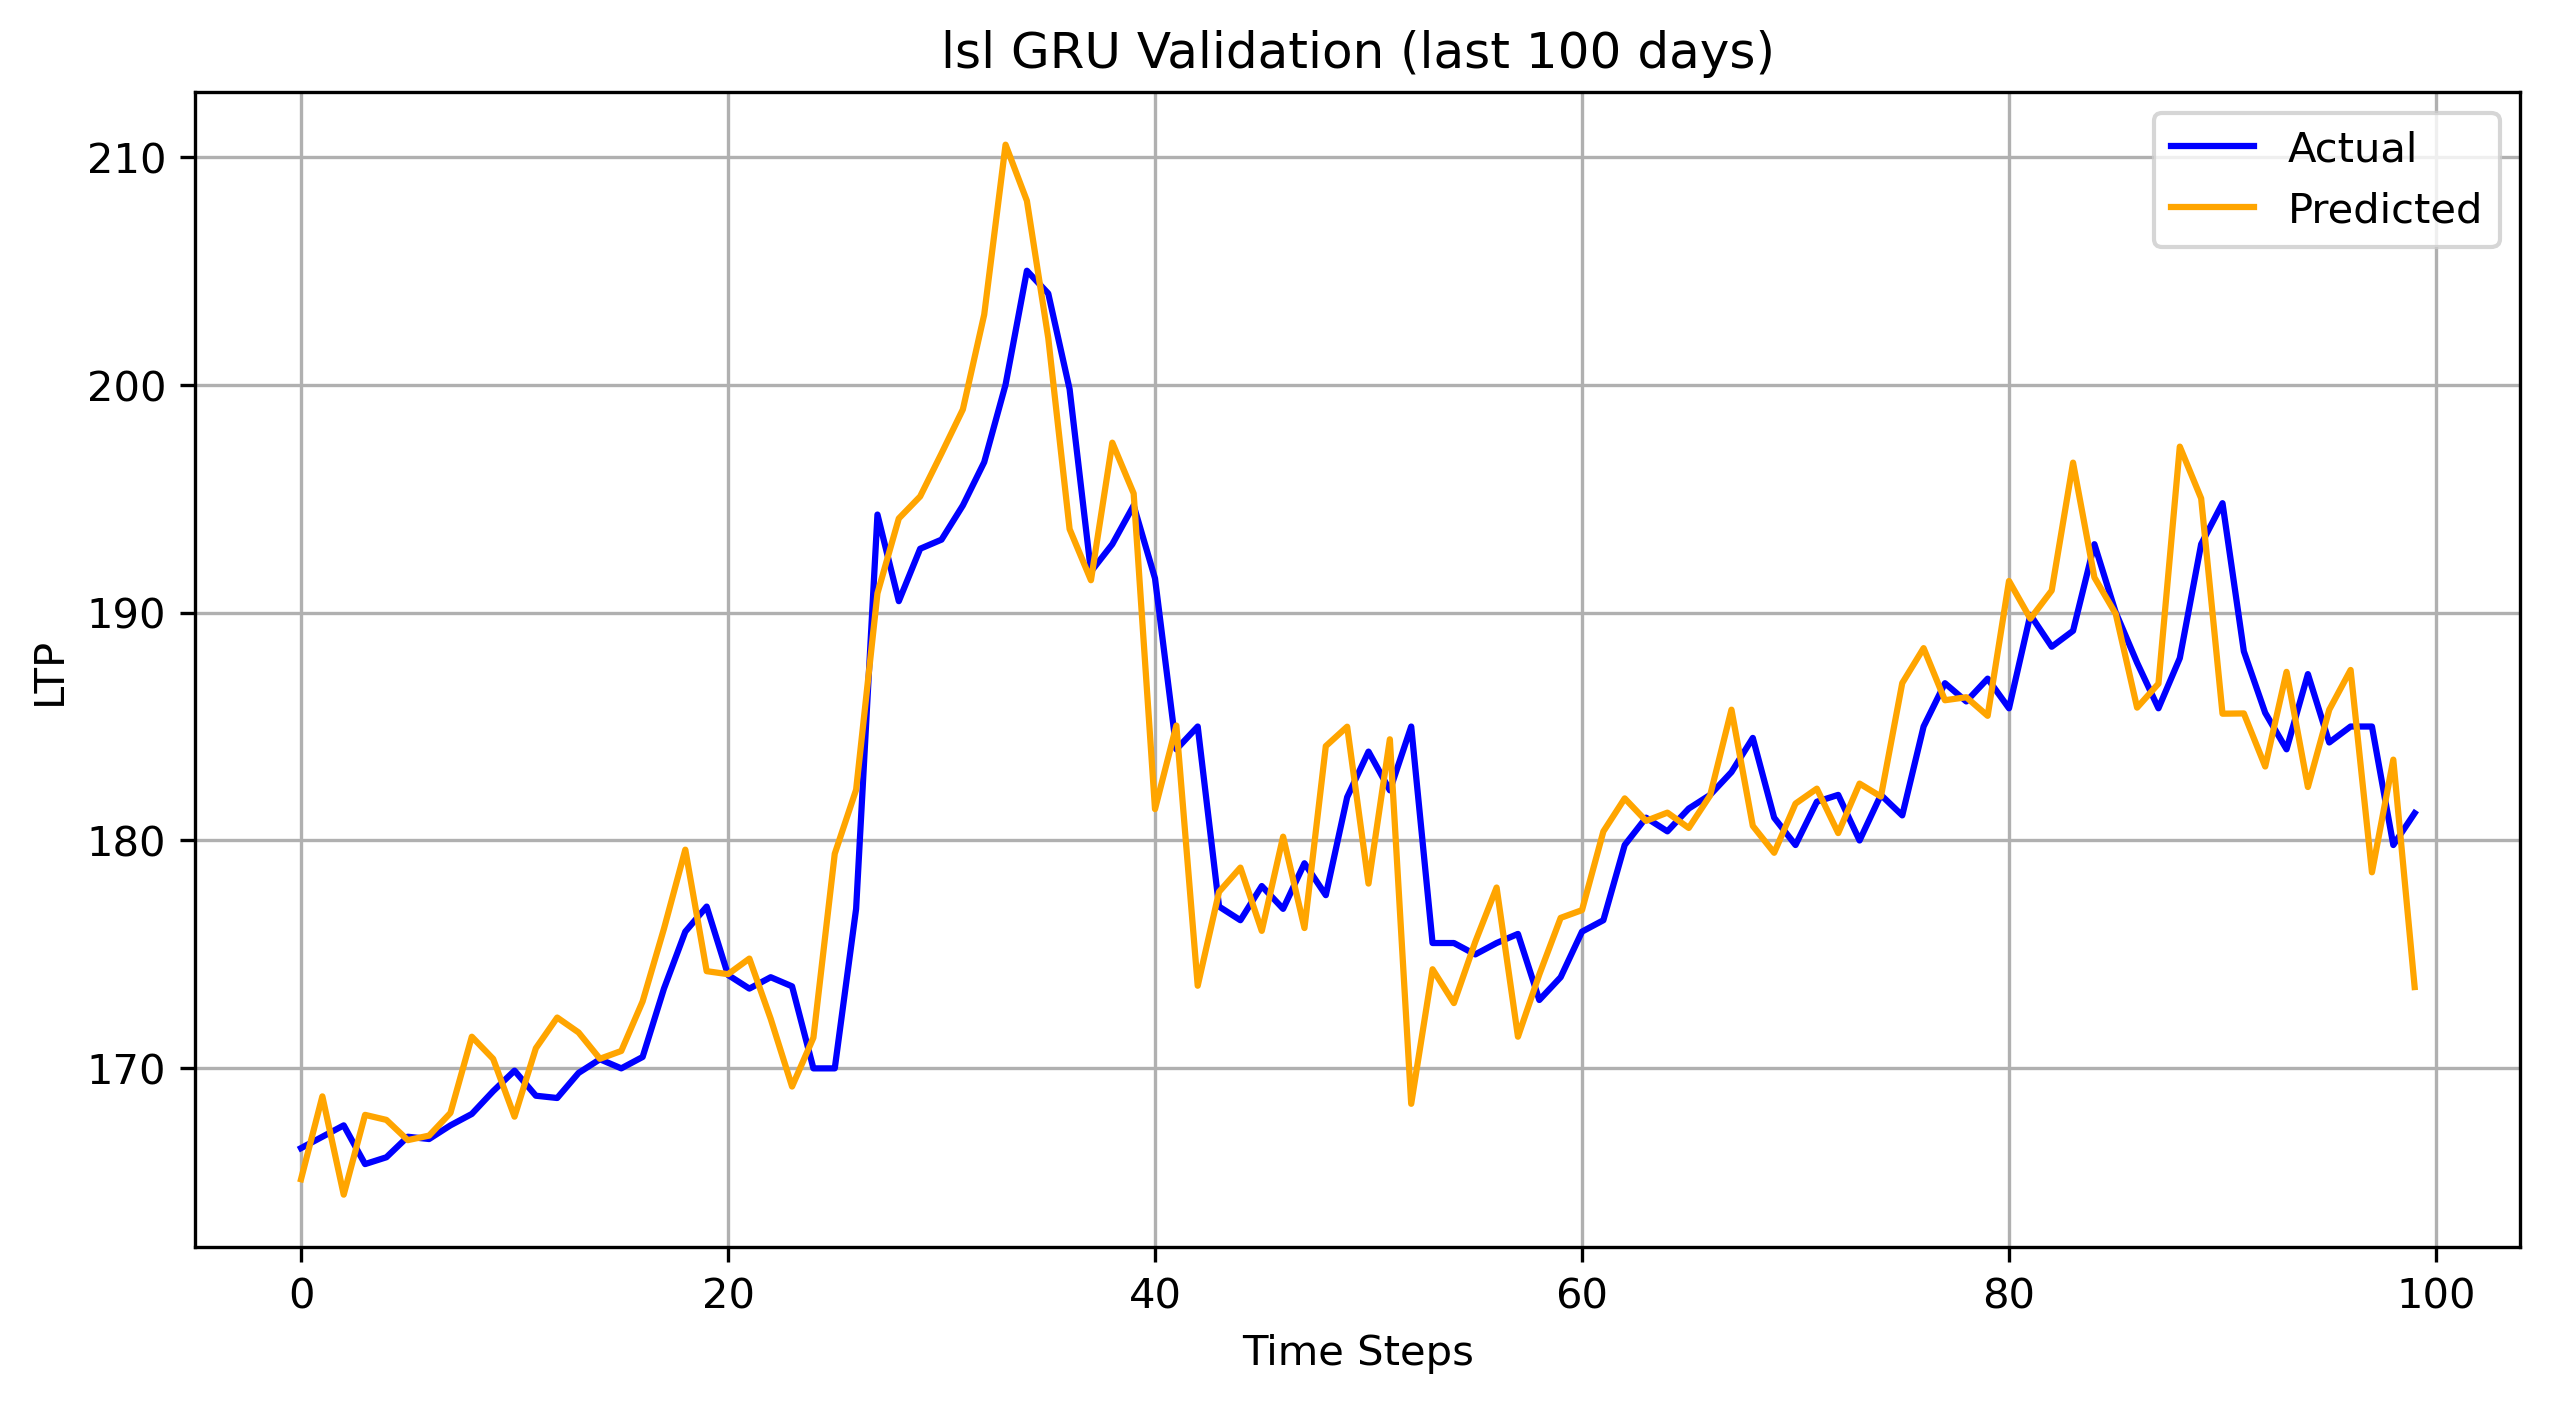 lsl GRU Validation (last 100 days)
Actual
Predicted
LTP
210
200
190
180
170
0 20 40 60 80 100
Time Steps